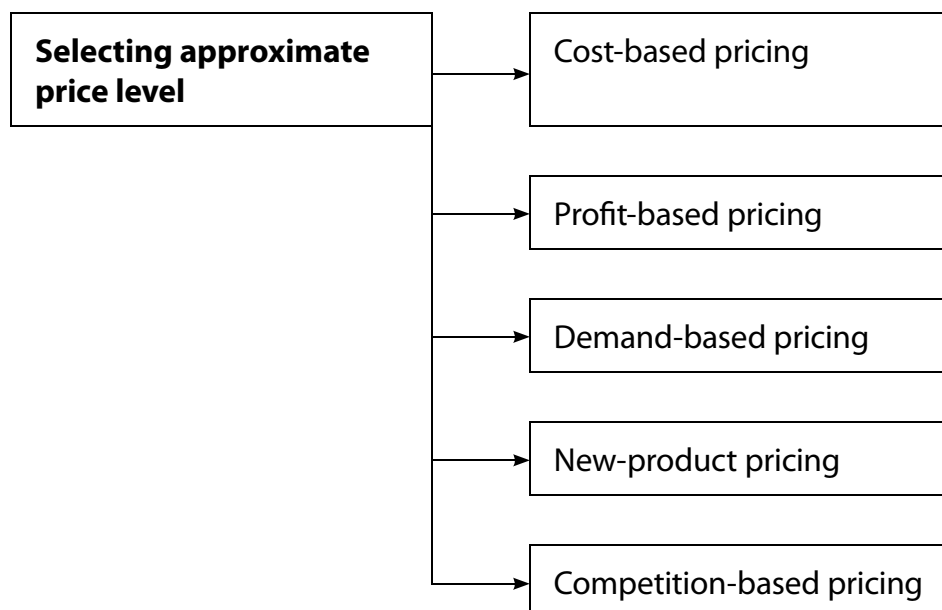 Selecting approximate
price level
Cost-based pricing
Profit-based pricing
Demand-based pricing
New-product pricing
Competition-based pricing